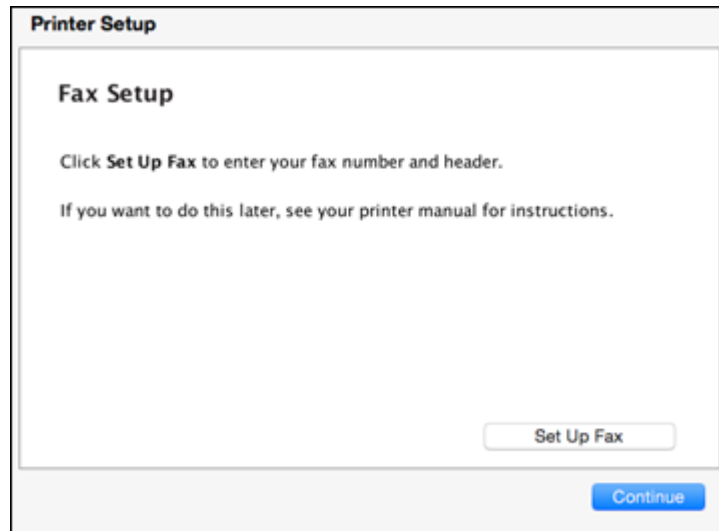 Printer Setup
Fax Setup
Click Set Up Fax to enter your fax number and header.
If you want to do this later, see your printer manual for instructions.
Set Up Fax
Continue